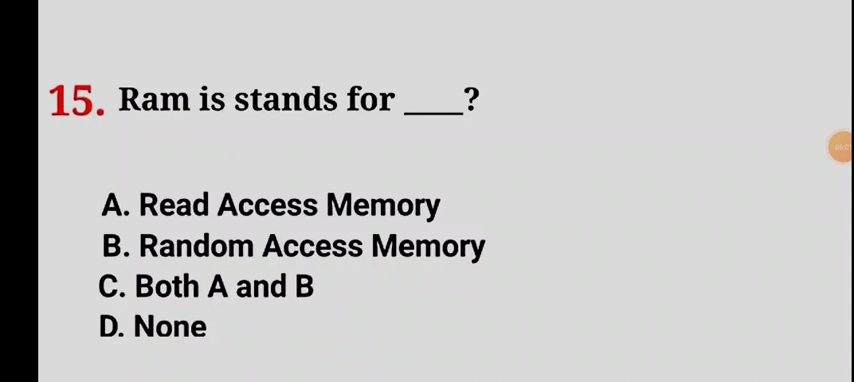 15. Ram is stands for ____?
A. Read Access Memory
B. Random Access Memory
C. Both A and B
D. None